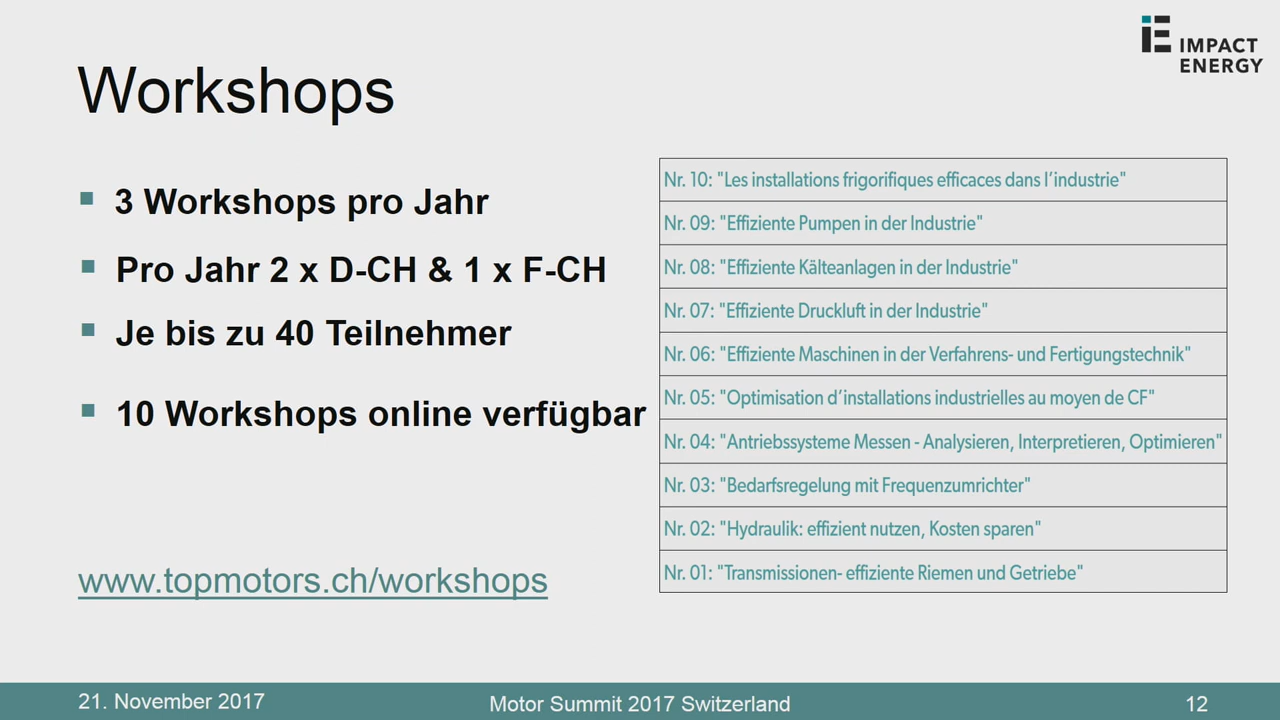 iE IMPACT
ENERGY
Workshops
3 Workshops pro Jahr
Pro Jahr 2 x D-CH & 1 x F-CH
Je bis zu 40 Teilnehmer
10 Workshops online verfügbar
www.topmotors.ch/workshops
Nr. 10: "Les installations frigorifiques efficaces dans l’industrie"
Nr. 09: "Effiziente Pumpen in der Industrie"
Nr. 08: "Effiziente Kälteanlagen in der Industrie"
Nr. 07: "Effiziente Druckluft in der Industrie"
Nr. 06: "Effiziente Maschinen in der Verfahrens- und Fertigungstechnik"
Nr. 05: "Optimisation d’installations industrielles au moyen de CF"
Nr. 04: "Antriebssysteme Messen - Analysieren, Interpretieren, Optimieren"
Nr. 03: "Bedarfsregelung mit Frequenzumrichter"
Nr. 02: "Hydraulik: effizient nutzen, Kosten sparen"
Nr. 01: "Transmissionen- effiziente Riemen und Getriebe"
21. November 2017
Motor Summit 2017 Switzerland
12